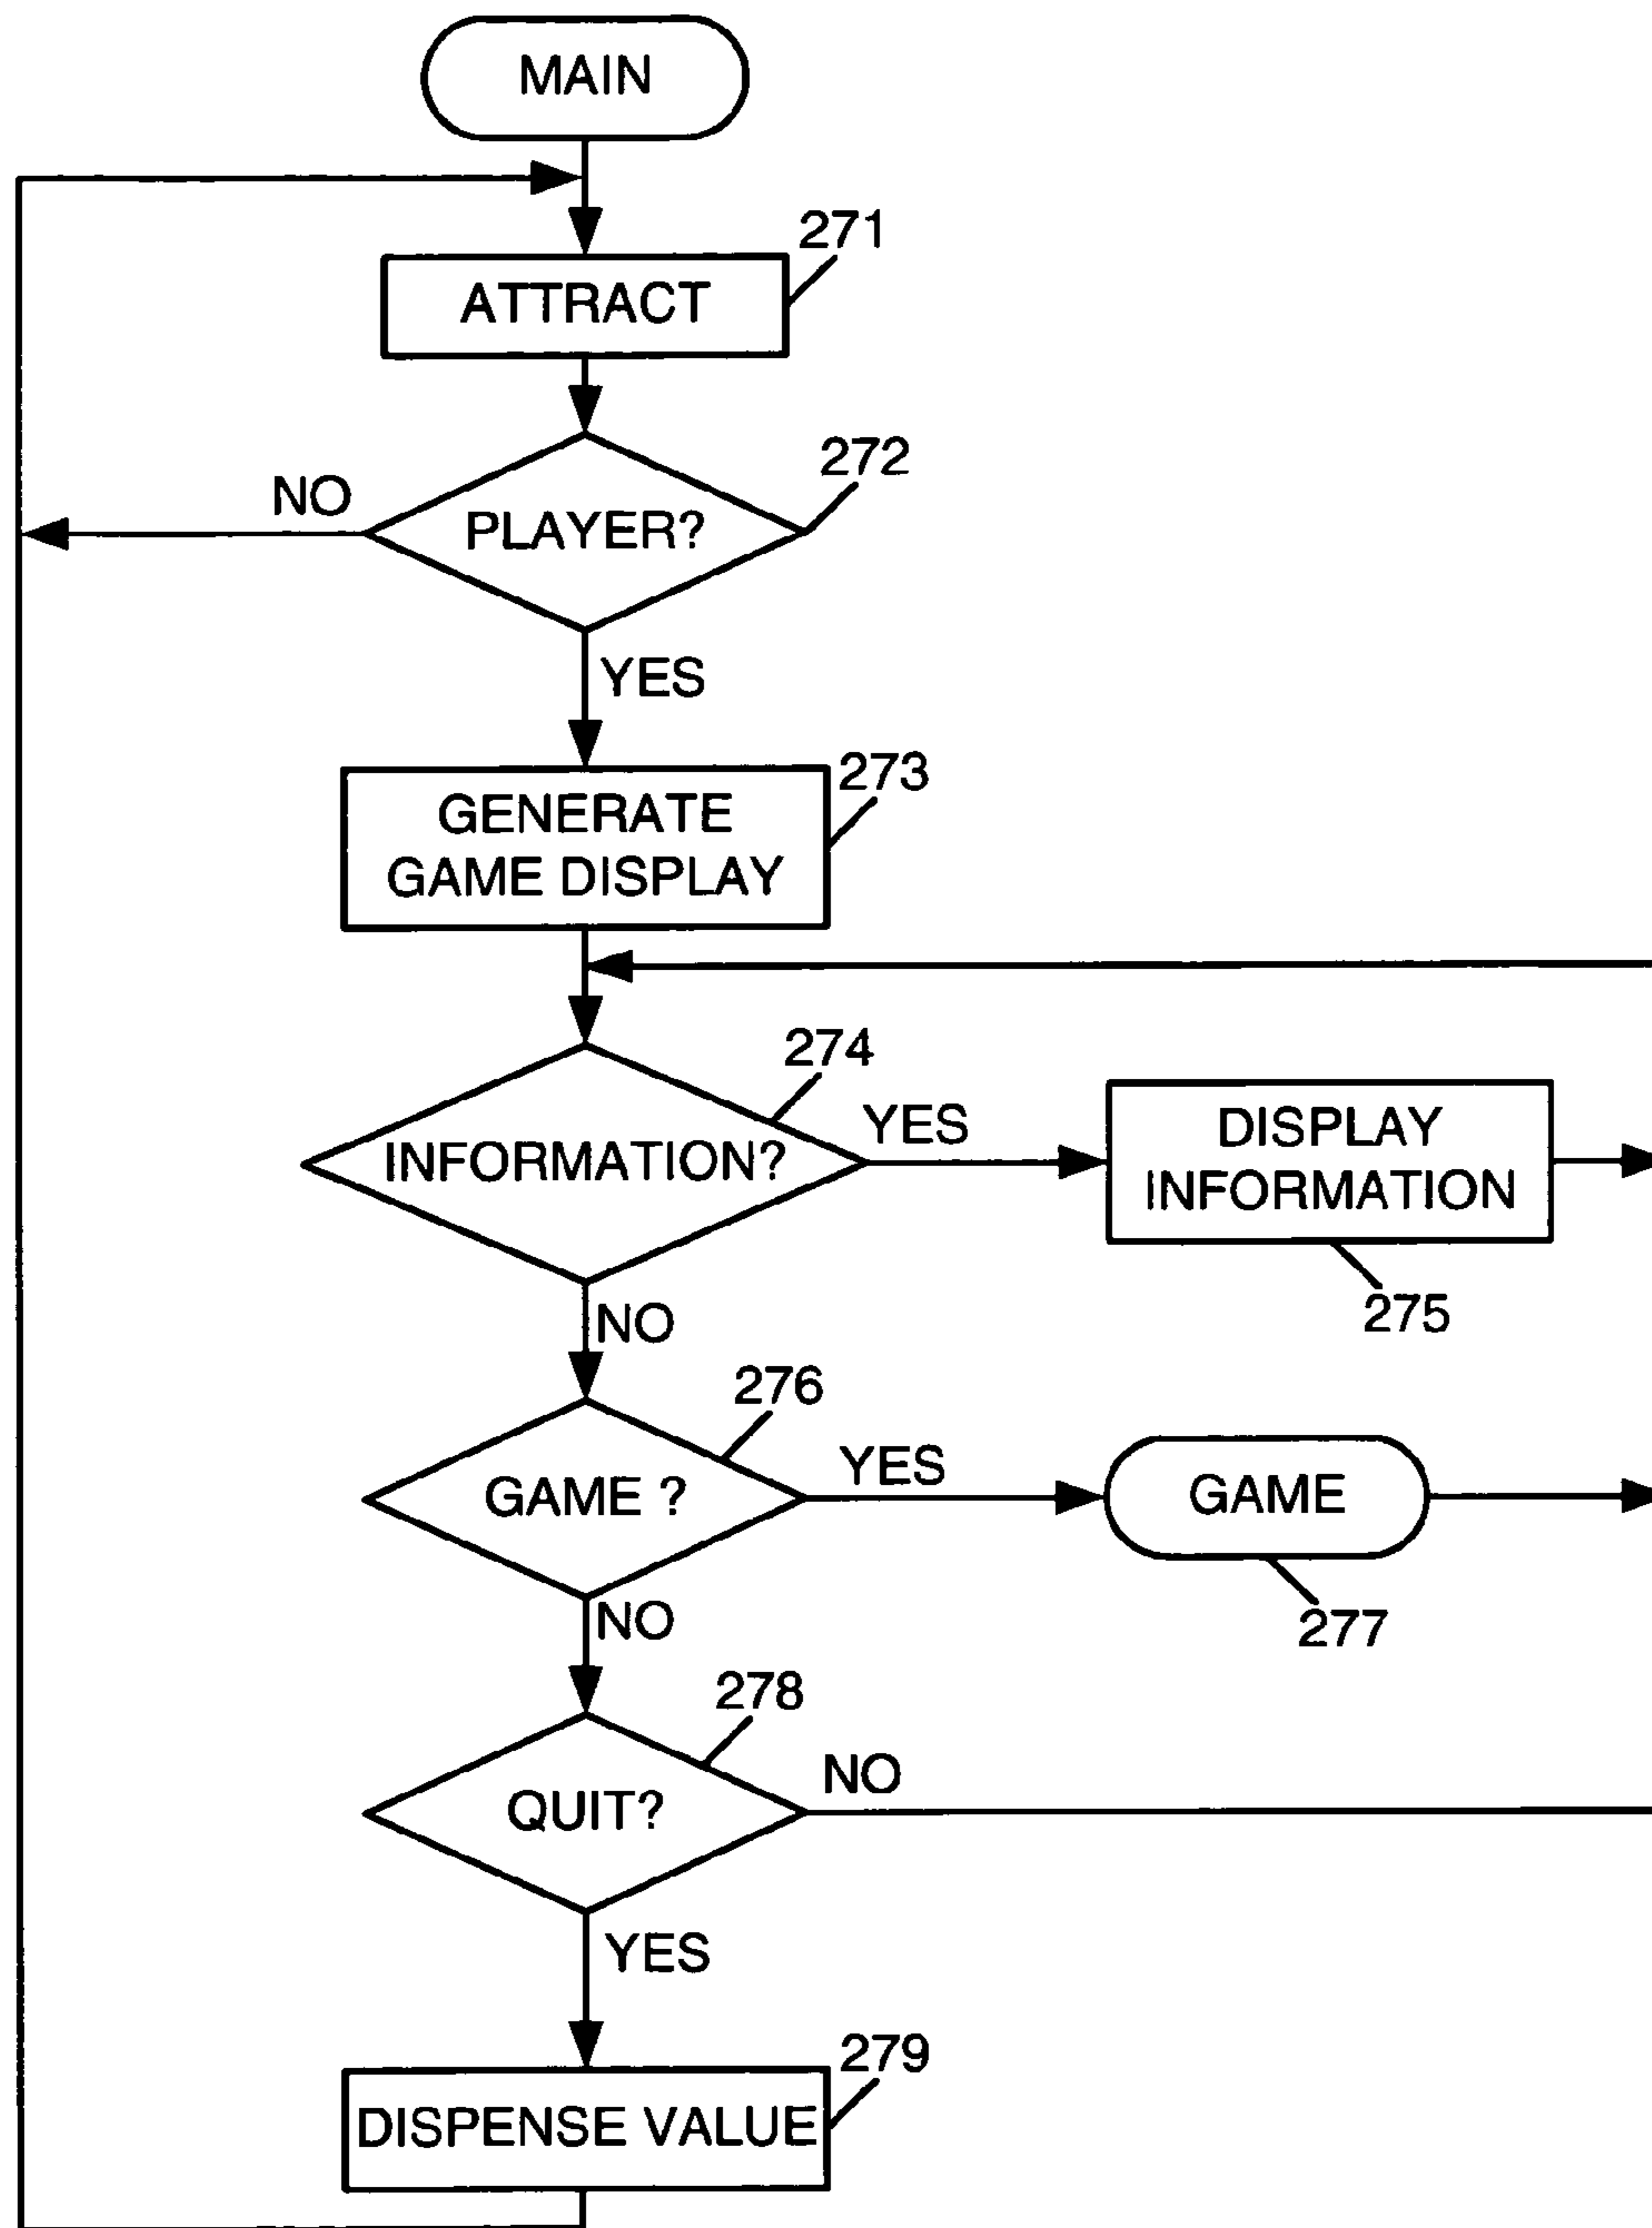 MAIN
271
ATTRACT
272
NO
PLAYER?
YES
273
GENERATE
GAME DISPLAY
274
YES
INFORMATION?
DISPLAY
INFORMATION
275
NO
276
YES
GAME ?
GAME
277
NO
278
NO
QUIT?
YES
279
DISPENSE VALUE